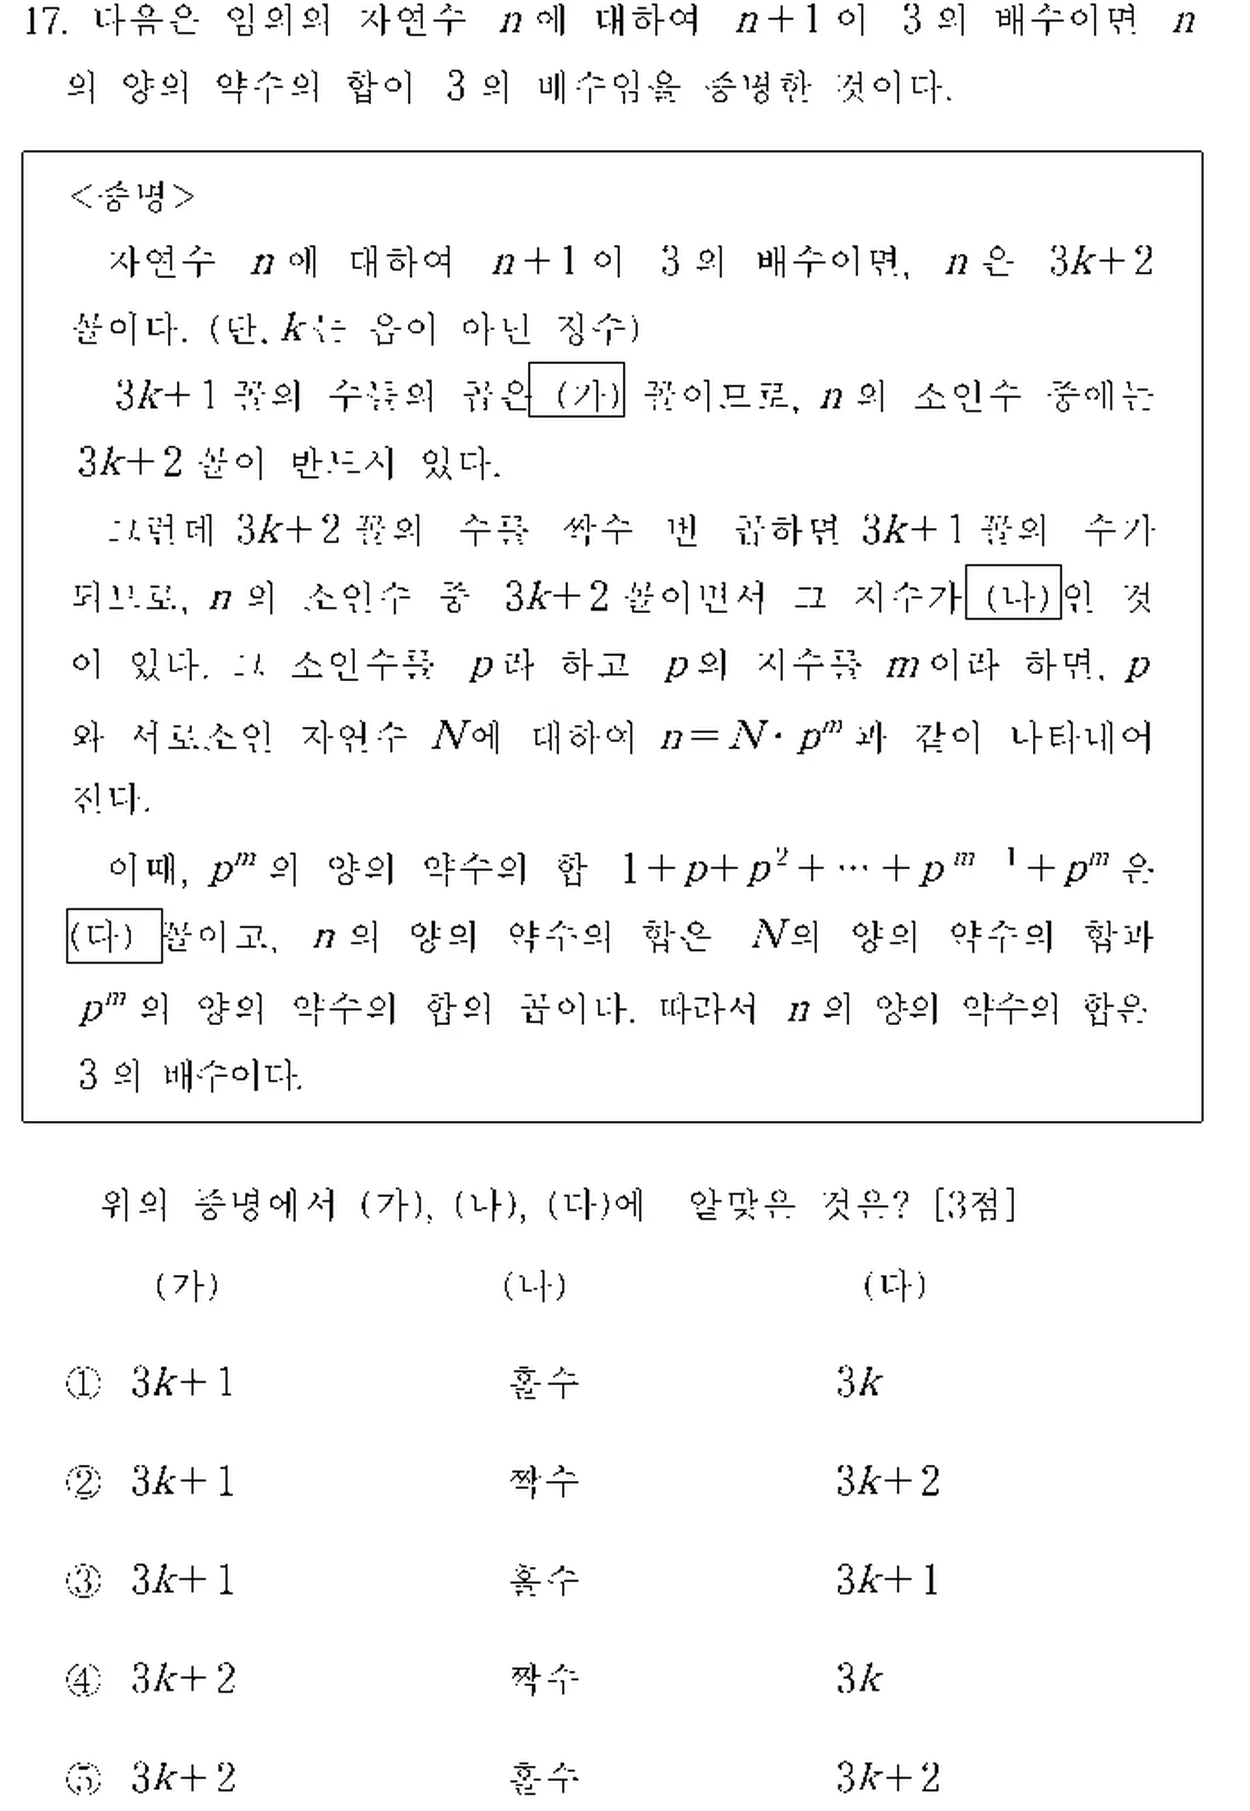 17. 다음은 임의의 자연수 n에 대하여 n+1이 3의 배수이면 n
의 양의 약수의 합이 3의 배수임을 증명한 것이다.
<증명>
자연수 n에 대하여 n+1이 3의 배수이면, n은 3k+2
꼴이다. (단, k는 음이 아닌 정수)
3k+1 꼴의 수들의 곱은 (가) 꼴이므로, n의 소인수 중에는
3k+2 꼴이 반드시 있다.
그런데 3k+2 꼴의 수를 짝수 번 곱하면 3k+1 꼴의 수가
되므로, n의 소인수 중 3k+2 꼴이면서 그 지수가 (나)인 것
이 있다. 그 소인수를 p라 하고 p의 지수를 m이라 하면, p
와 서로소인 자연수 N에 대하여 n=N·p^m과 같이 나타내어
진다.
이때, p^m의 양의 약수의 합 1+p+p^2+⋯+p^{m-1}+p^m은
(다) 꼴이고, n의 양의 약수의 합은 N의 양의 약수의 합과
p^m의 양의 약수의 합의 곱이다. 따라서 n의 양의 약수의 합은
3의 배수이다.
위의 증명에서 (가), (나), (다)에 알맞은 것은? [3점]
(가) (나) (다)
① 3k+1 홀수 3k
② 3k+1 짝수 3k+2
③ 3k+1 홀수 3k+1
④ 3k+2 짝수 3k
⑤ 3k+2 홀수 3k+2